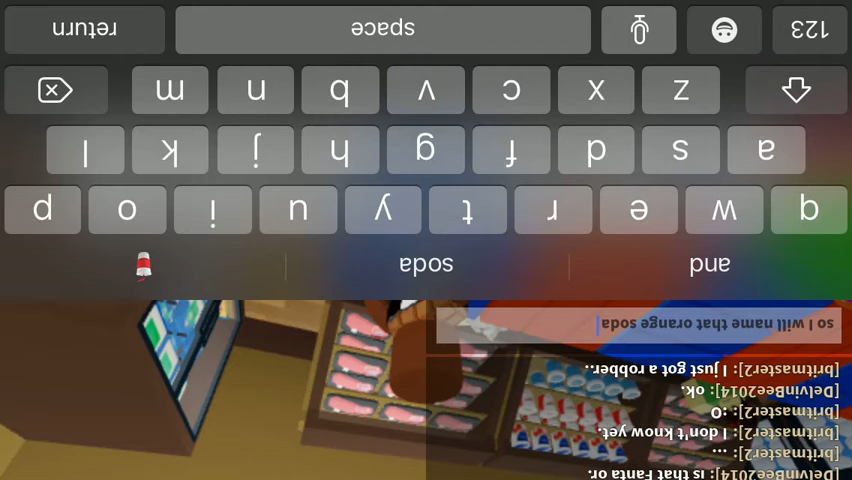 [DelvinBee2014]: is that Fanta or.
[britmaster2]: ...
[britmaster2]: I don't know yet.
[britmaster2]: :O
[DelvinBee2014]: ok.
[britmaster2]: I just got a robber..
so I will name that orange soda
and soda
q w e r t y u i o p
a s d f g h j k l
z x c v b n m
123 space return